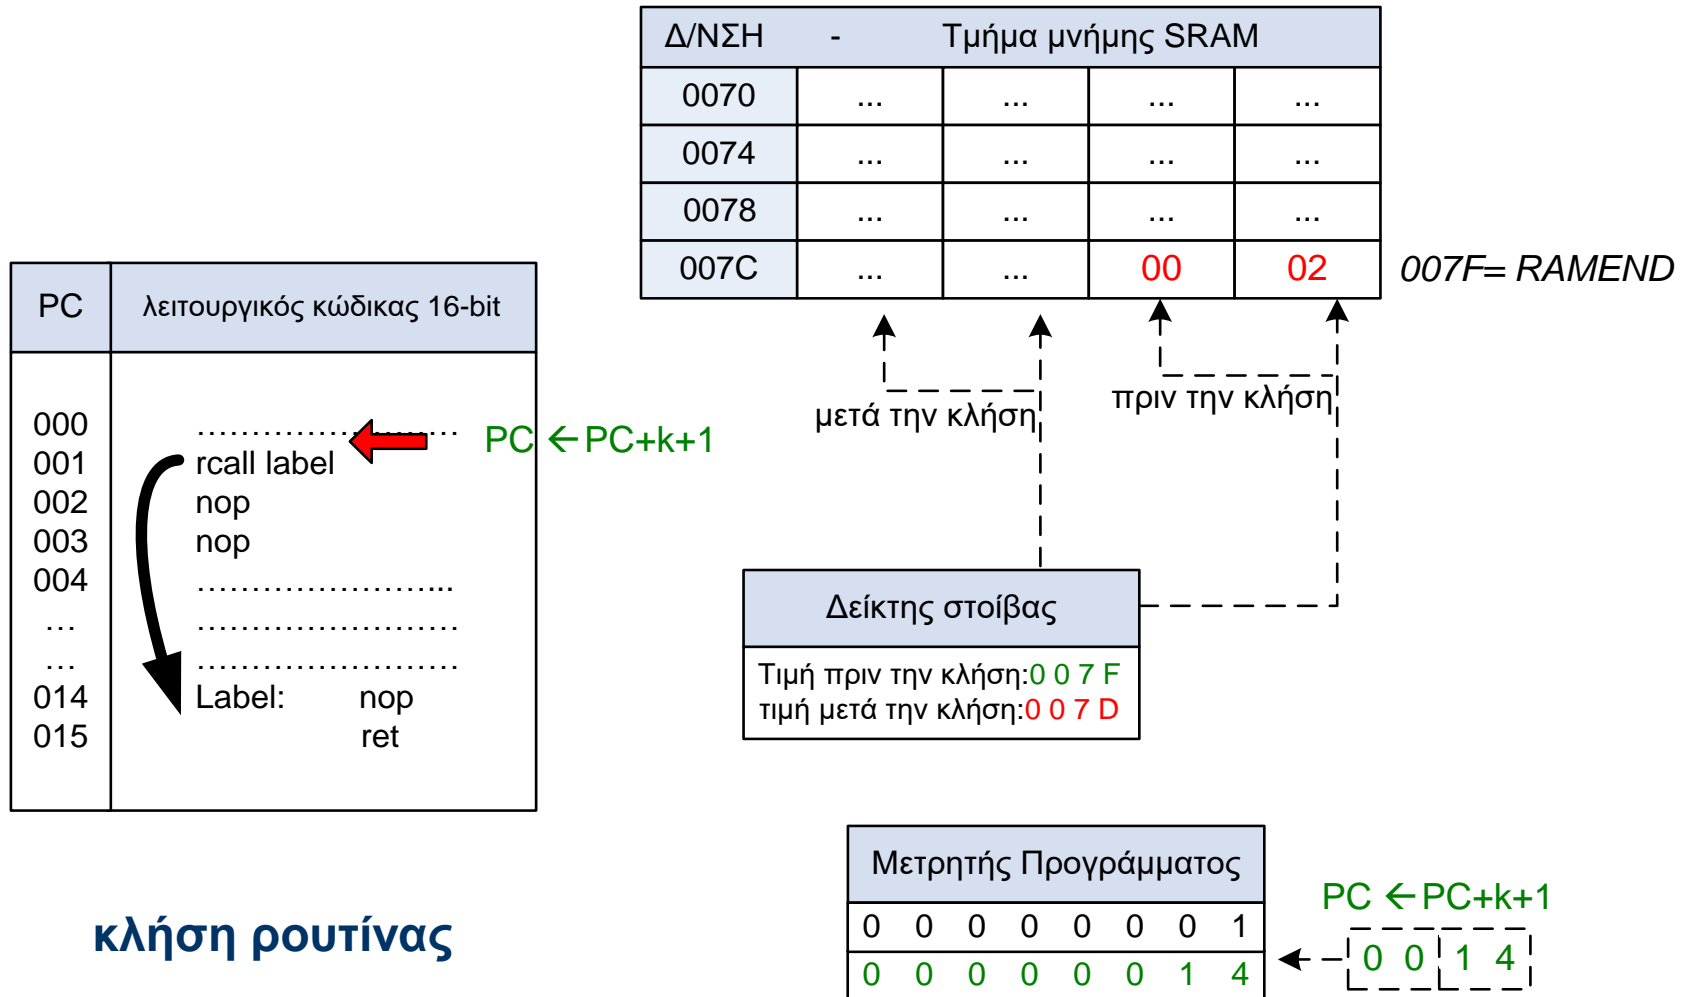 Δ/ΝΣΗ - Τμήμα μνήμης SRAM
0070 ... ... ... ...
0074 ... ... ... ...
0078 ... ... ... ...
007C ... ... 00 02
007F= RAMEND
μετά την κλήση
πριν την κλήση
PC λειτουργικός κώδικας 16-bit
000 ........................
001 rcall label
002 nop
003 nop
004 ........................
... ........................
... ........................
014 Label: nop
015 ret
PC ← PC+k+1
Δείκτης στοίβας
Τιμή πριν την κλήση:0 0 7 F
τιμή μετά την κλήση:0 0 7 D
Μετρητής Προγράμματος
0 0 0 0 0 0 0 1
0 0 0 0 0 0 1 4
PC ← PC+k+1
0 0 1 4
κλήση ρουτίνας